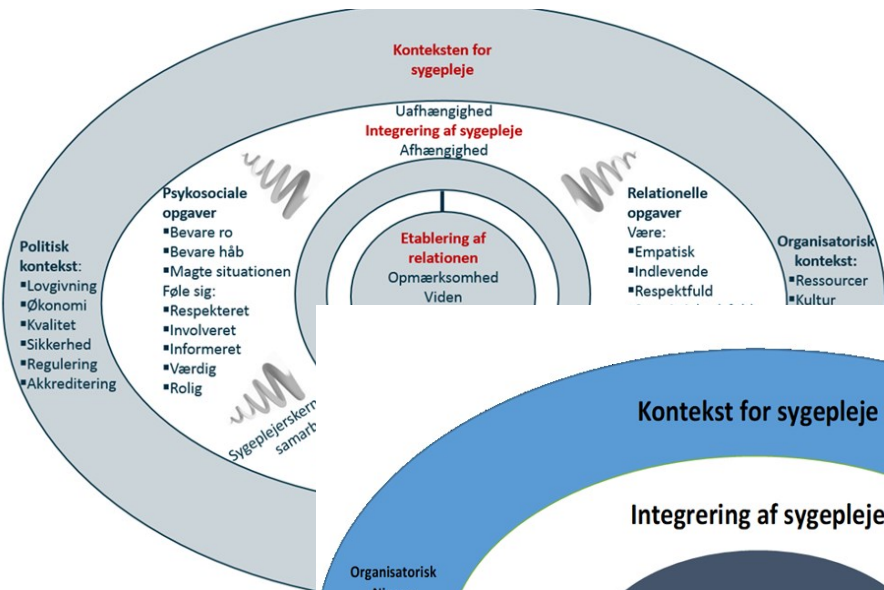 Konteksten for
sygepleje
Uafhængighed
Integrering af sygepleje
Afhængighed
Psykosociale
opgaver
▪Bevare ro
▪Bevare håb
▪Magte situationen
Føle sig:
▪Respekteret
▪Involveret
▪Informeret
▪Værdig
▪Rolig
Politisk
kontekst:
▪Lovgivning
▪Økonomi
▪Kvalitet
▪Sikkerhed
▪Regulering
▪Akkreditering
Etablering af
relationen
Opmærksomhed
Viden
Relationelle
opgaver
Være:
▪Empatisk
▪Indlevende
▪Respektfuld
Organisatorisk
kontekst:
▪Ressourcer
▪Kultur
Kontekst for sygepleje
Integrering af sygepleje
Organisatorisk